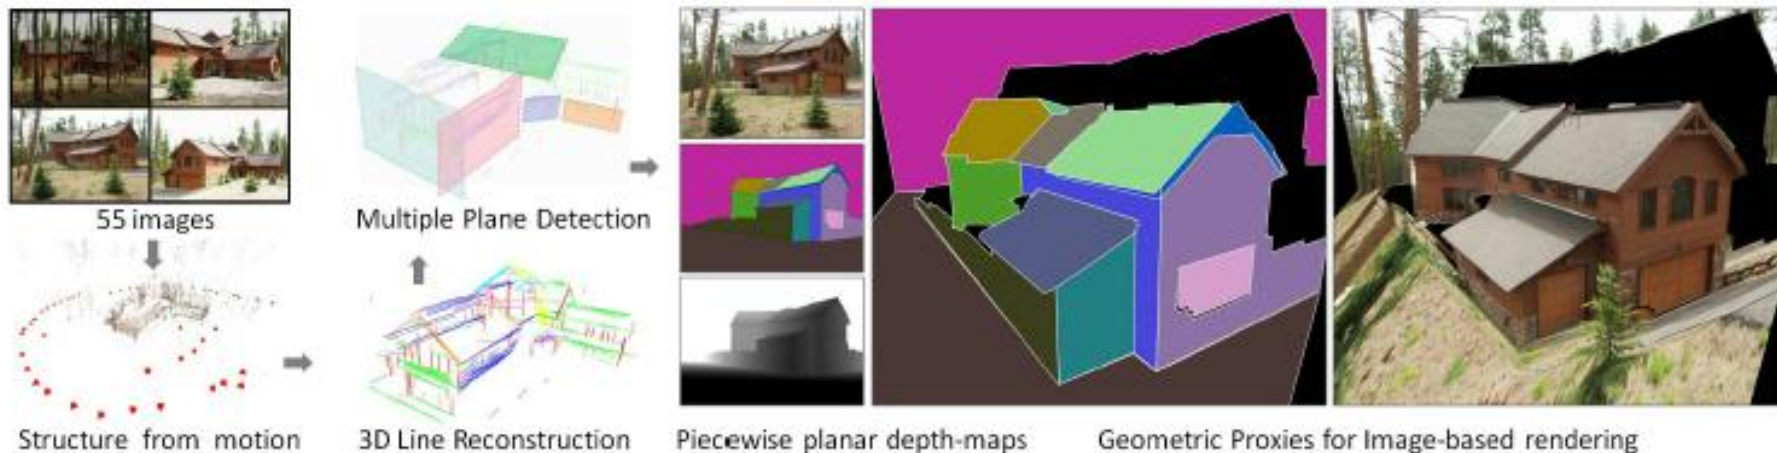 55 images
Multiple Plane Detection
Structure from motion
3D Line Reconstruction
Piecewise planar depth-maps
Geometric Proxies for Image-based rendering